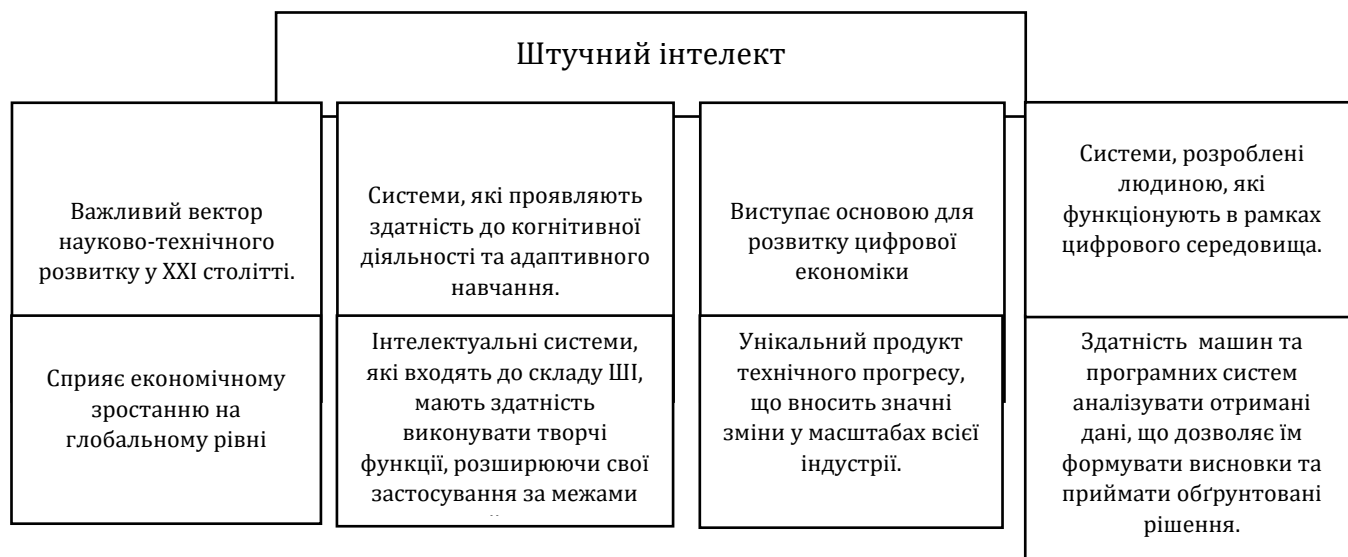 Штучний інтелект
Важливий вектор
науково-технічного
розвитку у XXI столітті.
Системи, які проявляють
здатність до когнітивної
діяльності та адаптивного
навчання.
Виступає основою для
розвитку цифрової
економіки
Системи, розроблені
людиною, які
функціонують в рамках
цифрового середовища.
Сприяє економічному
зростанню на
глобальному рівні
Інтелектуальні системи,
які входять до складу ШІ,
мають здатність
виконувати творчі
функції, розширюючи свої
застосування за межами
Унікальний продукт
технічного прогресу,
що вносить значні
зміни у масштабах всієї
індустрії.
Здатність машин та
програмних систем
аналізувати отримані
дані, що дозволяє їм
формувати висновки та
приймати обґрунтовані
рішення.